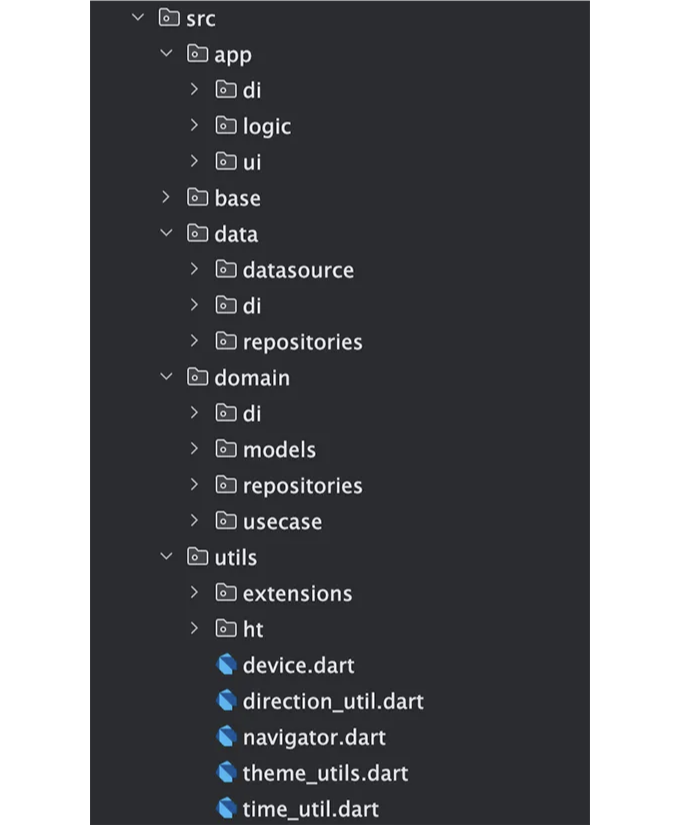 src
app
di
logic
ui
base
data
datasource
di
repositories
domain
di
models
repositories
usecase
utils
extensions
ht
device.dart
direction_util.dart
navigator.dart
theme_utils.dart
time_util.dart